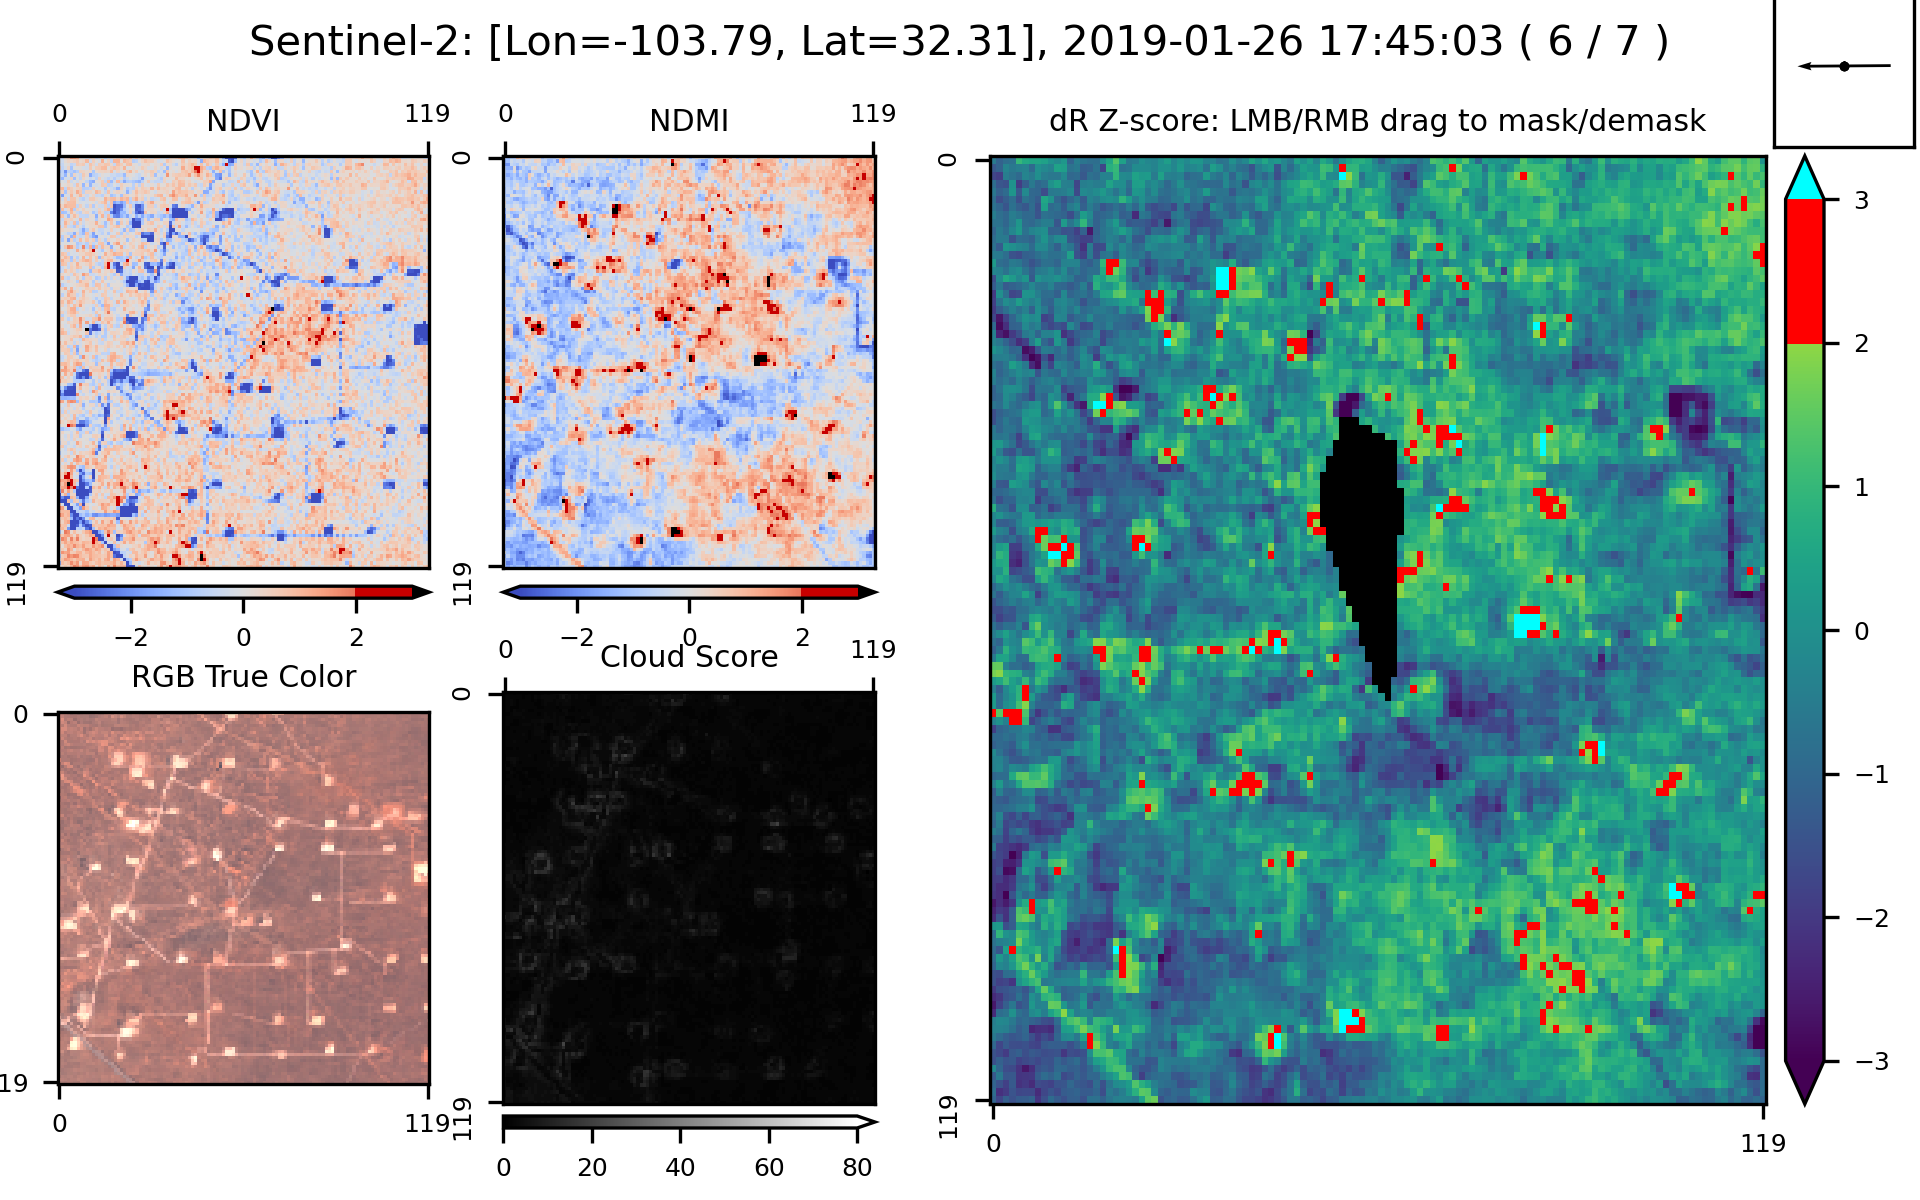 Sentinel-2: [Lon=-103.79, Lat=32.31], 2019-01-26 17:45:03 ( 6 / 7 )
0 119 0 119
NDVI NDMI dR Z-score: LMB/RMB drag to mask/demask
0 0 0
3
2
1
0
−1
−2
−3
119 119
−2 0 2 −2 0 2
0 119
RGB True Color Cloud Score
0 0
19 119 119
0 119 0 119
0 20 40 60 80